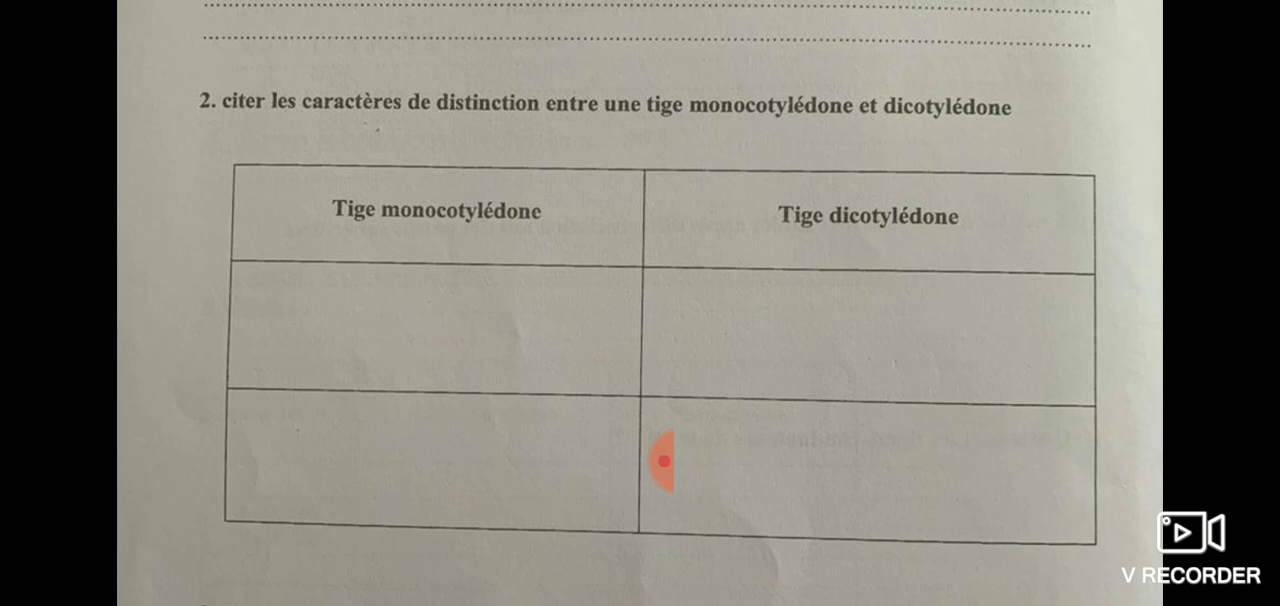 2. citer les caractères de distinction entre une tige monocotylédone et dicotylédone
Tige monocotylédone
Tige dicotylédone
V RECORDER